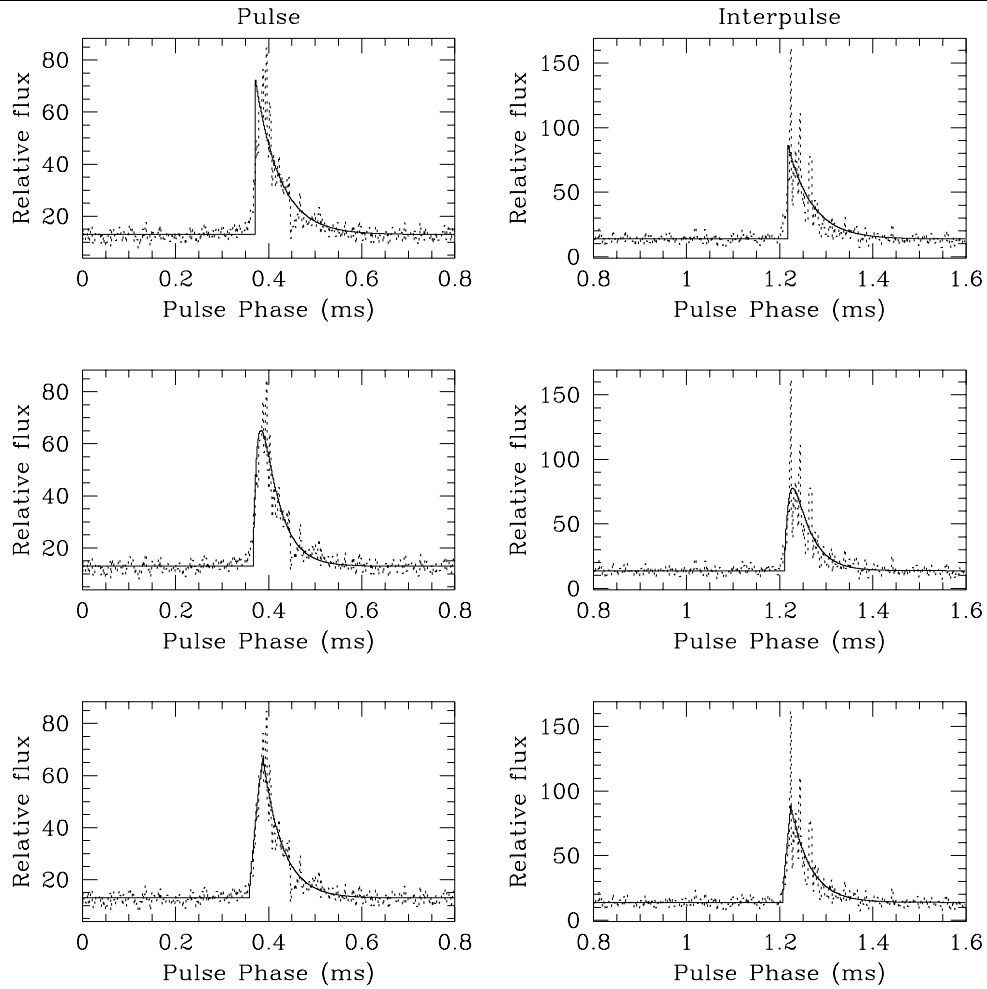 Pulse
Interpulse
Relative flux
80
60
40
20
0 0.2 0.4 0.6 0.8
Pulse Phase (ms)
Relative flux
150
100
50
0
0.8 1 1.2 1.4 1.6
Pulse Phase (ms)
Relative flux
80
60
40
20
0 0.2 0.4 0.6 0.8
Pulse Phase (ms)
Relative flux
150
100
50
0
0.8 1 1.2 1.4 1.6
Pulse Phase (ms)
Relative flux
80
60
40
20
0 0.2 0.4 0.6 0.8
Pulse Phase (ms)
Relative flux
150
100
50
0
0.8 1 1.2 1.4 1.6
Pulse Phase (ms)